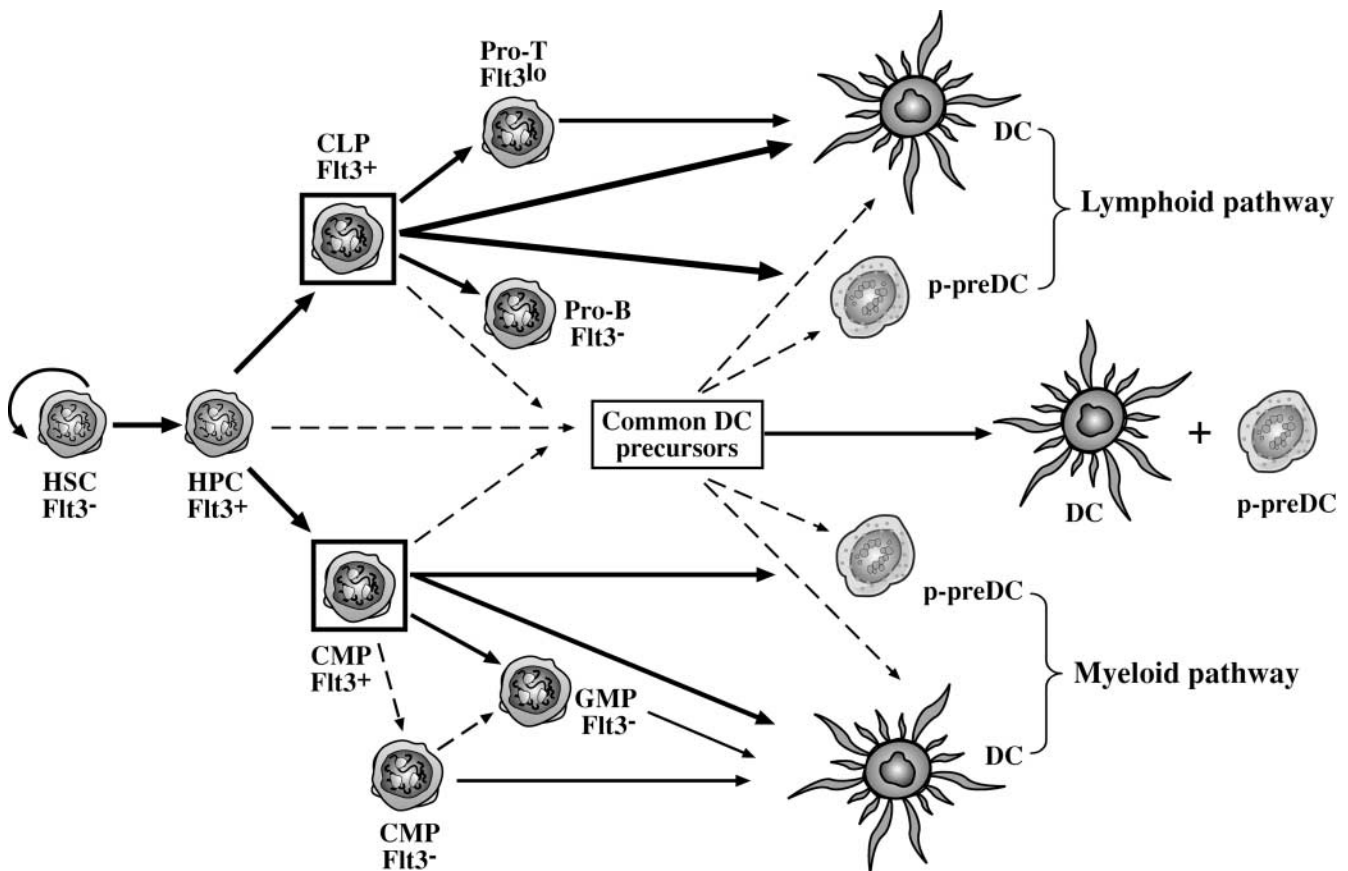 Pro-T
Flt3lo
DC
CLP
Flt3+
Lymphoid pathway
p-preDC
Pro-B
Flt3-
HSC
Flt3-
HPC
Flt3+
Common DC
precursors
DC
+
p-preDC
p-preDC
CMP
Flt3+
GMP
Flt3-
Myeloid pathway
DC
CMP
Flt3-